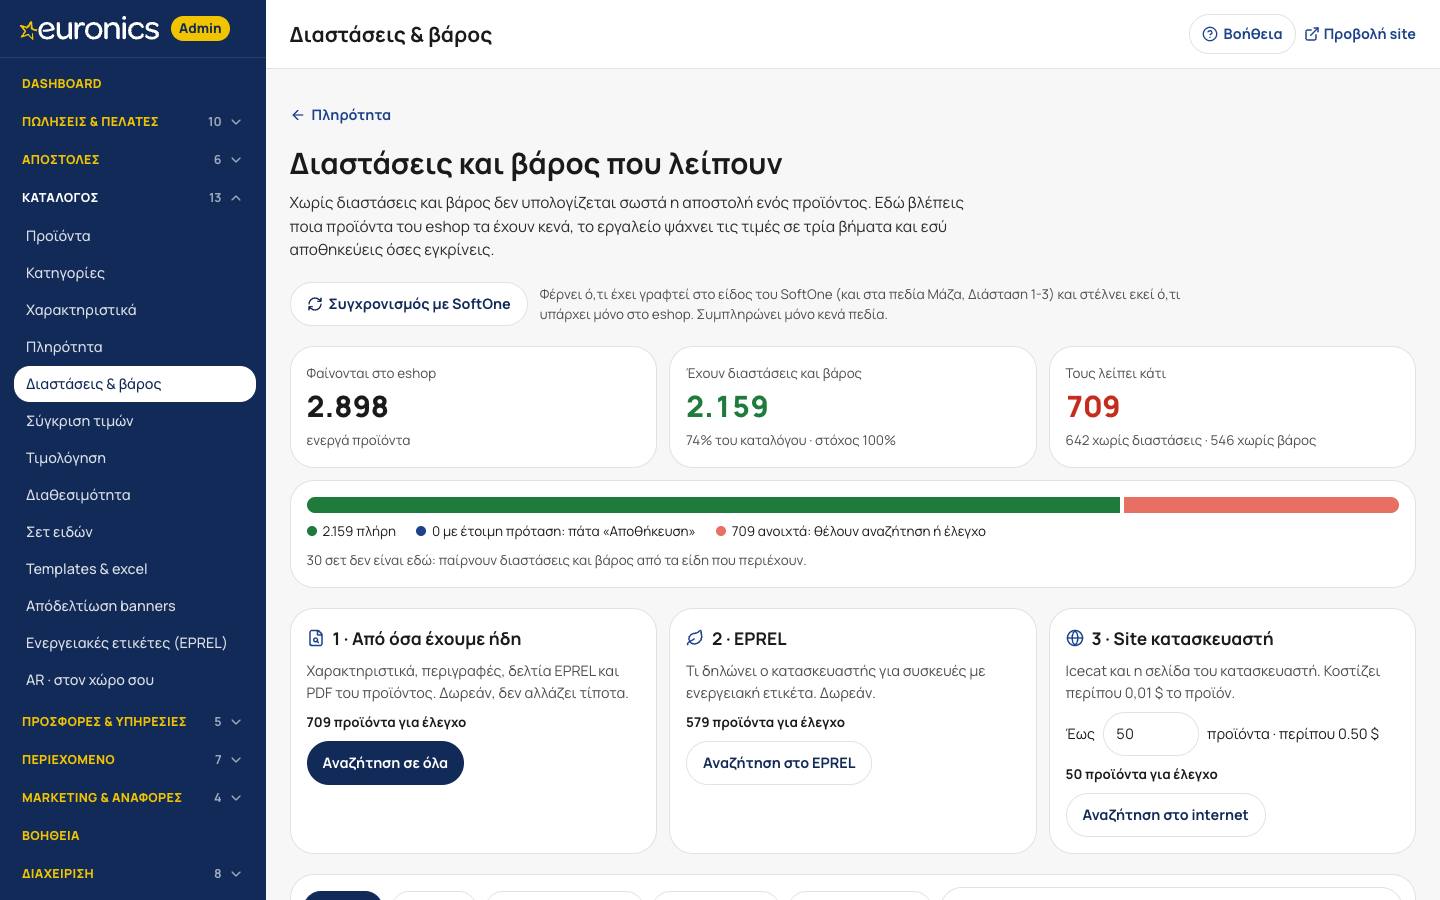 euronics Admin
DASHBOARD
ΠΩΛΗΣΕΙΣ & ΠΕΛΑΤΕΣ 10
ΑΠΟΣΤΟΛΕΣ 6
ΚΑΤΑΛΟΓΟΣ 13
Προϊόντα
Κατηγορίες
Χαρακτηριστικά
Πληρότητα
Διαστάσεις & βάρος
Σύγκριση τιμών
Τιμολόγηση
Διαθεσιμότητα
Σετ ειδών
Templates & excel
Απόδελτίωση banners
Ενεργειακές ετικέτες (EPREL)
AR · στον χώρο σου
ΠΡΟΣΦΟΡΕΣ & ΥΠΗΡΕΣΙΕΣ 5
ΠΕΡΙΕΧΟΜΕΝΟ 7
MARKETING & ΑΝΑΦΟΡΕΣ 4
ΒΟΗΘΕΙΑ
ΔΙΑΧΕΙΡΙΣΗ 8
Διαστάσεις & βάρος
Βοήθεια
Προβολή site
Πληρότητα
Διαστάσεις και βάρος που λείπουν
Χωρίς διαστάσεις και βάρος δεν υπολογίζεται σωστά η αποστολή ενός προϊόντος. Εδώ βλέπεις
ποια προϊόντα του eshop τα έχουν κενά, το εργαλείο ψάχνει τις τιμές σε τρία βήματα και εσύ
αποθηκεύεις όσες εγκρίνεις.
Συγχρονισμός με SoftOne
Φέρνει ό,τι έχει γραφτεί στο είδος του SoftOne (και στα πεδία Μάζα, Διάσταση 1-3) και στέλνει εκεί ό,τι
υπάρχει μόνο στο eshop. Συμπληρώνει μόνο κενά πεδία.
Φαίνονται στο eshop
2.898
ενεργά προϊόντα
Έχουν διαστάσεις και βάρος
2.159
74% του καταλόγου · στόχος 100%
Τους λείπει κάτι
709
642 χωρίς διαστάσεις · 546 χωρίς βάρος
2.159 πλήρη
0 με έτοιμη πρόταση: πάτα «Αποθήκευση»
709 ανοιχτά: θέλουν αναζήτηση ή έλεγχο
30 σετ δεν είναι εδώ: παίρνουν διαστάσεις και βάρος από τα είδη που περιέχουν.
1 · Από όσα έχουμε ήδη
Χαρακτηριστικά, περιγραφές, δελτία EPREL και
PDF του προϊόντος. Δωρεάν, δεν αλλάζει τίποτα.
709 προϊόντα για έλεγχο
Αναζήτηση σε όλα
2 · EPREL
Τι δηλώνει ο κατασκευαστής για συσκευές με
ενεργειακή ετικέτα. Δωρεάν.
579 προϊόντα για έλεγχο
Αναζήτηση στο EPREL
3 · Site κατασκευαστή
Icecat και η σελίδα του κατασκευαστή. Κοστίζει
περίπου 0,01 $ το προϊόν.
Έως 50 προϊόντα · περίπου 0.50 $
50 προϊόντα για έλεγχο
Αναζήτηση στο internet